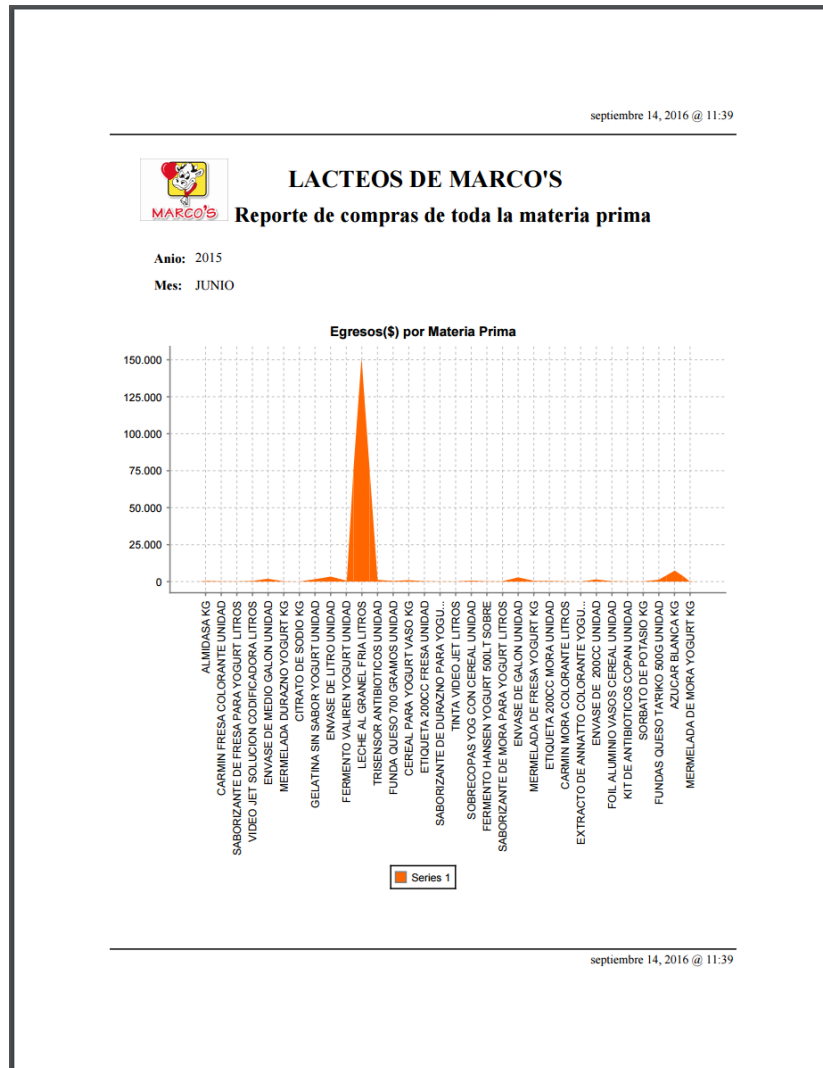 septiembre 14, 2016 @ 11:39
LACTEOS DE MARCO'S
MARCO'S
Reporte de compras de toda la materia prima
Anio: 2015
Mes: JUNIO
Egresos($) por Materia Prima
150.000
125.000
100.000
75.000
50.000
25.000
0
ALMIDASA KG
CARMIN FRESA COLORANTE UNIDAD
SABORIZANTE DE FRESA PARA YOGURT LITROS
VIDEO JET SOLUCION CODIFICADORA LITROS
ENVASE DE MEDIO GALON UNIDAD
MERMELADA DURAZNO YOGURT KG
CITRATO DE SODIO KG
GELATINA SIN SABOR YOGURT UNIDAD
ENVASE DE LITRO UNIDAD
FERMENTO VALIREN YOGURT UNIDAD
LECHE AL GRANEL FRIA LITROS
TRISENSOR ANTIBIOTICOS UNIDAD
FUNDA QUESO 700 GRAMOS UNIDAD
CEREAL PARA YOGURT VASO KG
ETIQUETA 200CC FRESA UNIDAD
SABORIZANTE DE DURAZNO PARA YOGU...
TINTA VIDEO JET LITROS
SOBRECOPAS YOG CON CEREAL UNIDAD
FERMENTO HANSEN YOGURT 500LT SOBRE
SABORIZANTE DE MORA PARA YOGURT LITROS
ENVASE DE GALON UNIDAD
MERMELADA DE FRESA YOGURT KG
ETIQUETA 200CC MORA UNIDAD
CARMIN MORA COLORANTE LITROS
EXTRACTO DE ANNATTO COLORANTE YOGU...
ENVASE DE 200CC UNIDAD
FOIL ALUMINIO VASOS CEREAL UNIDAD
KIT DE ANTIBIOTICOS COPAN UNIDAD
SORBATO DE POTASIO KG
FUNDAS QUESO TARIKO 500G UNIDAD
AZUCAR BLANCA KG
MERMELADA DE MORA YOGURT KG
Series 1
septiembre 14, 2016 @ 11:39